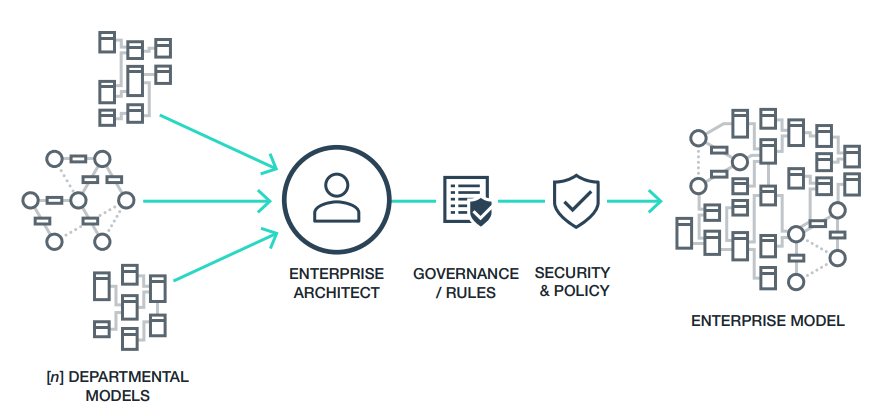 ENTERPRISE
ARCHITECT
GOVERNANCE
/ RULES
SECURITY
& POLICY
ENTERPRISE MODEL
[n] DEPARTMENTAL
MODELS